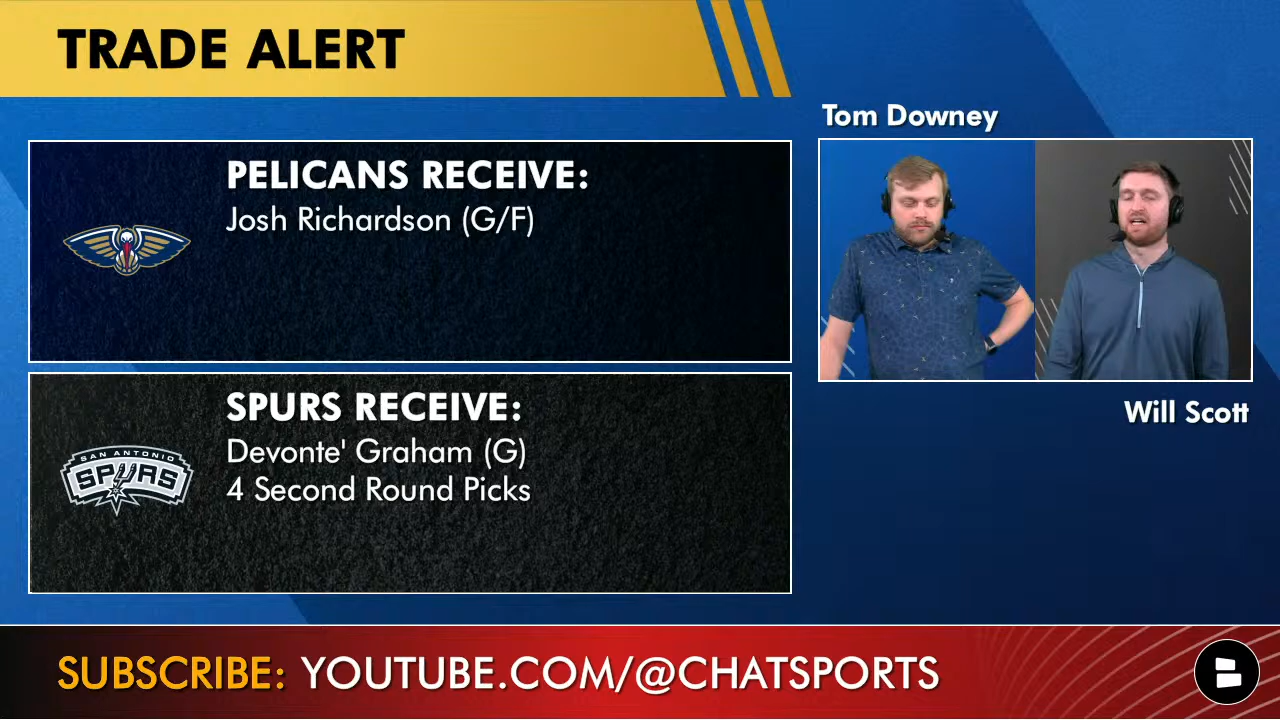 TRADE ALERT
PELICANS RECEIVE:
Josh Richardson (G/F)
SAN ANTONIO
SPURS
SPURS RECEIVE:
Devonte' Graham (G)
4 Second Round Picks
Tom Downey
Will Scott
SUBSCRIBE: YOUTUBE.COM/@CHATSPORTS